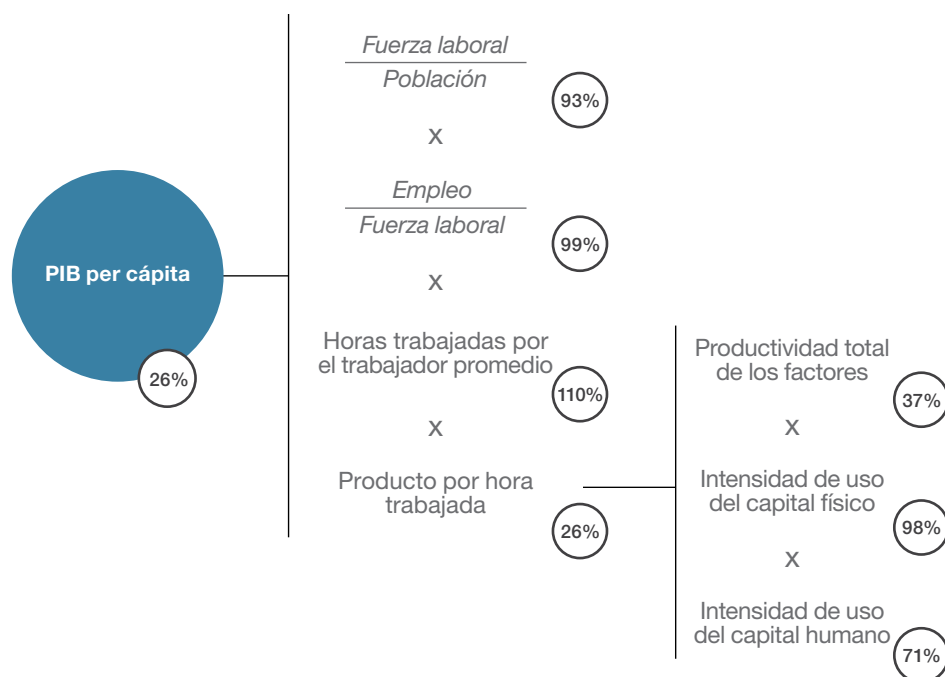 PIB per cápita
26%
Fuerza laboral
Población
93%
x
Empleo
Fuerza laboral
99%
x
Horas trabajadas por
el trabajador promedio
110%
x
Producto por hora
trabajada
26%
Productividad total
de los factores
37%
x
Intensidad de uso
del capital físico
98%
x
Intensidad de uso
del capital humano
71%